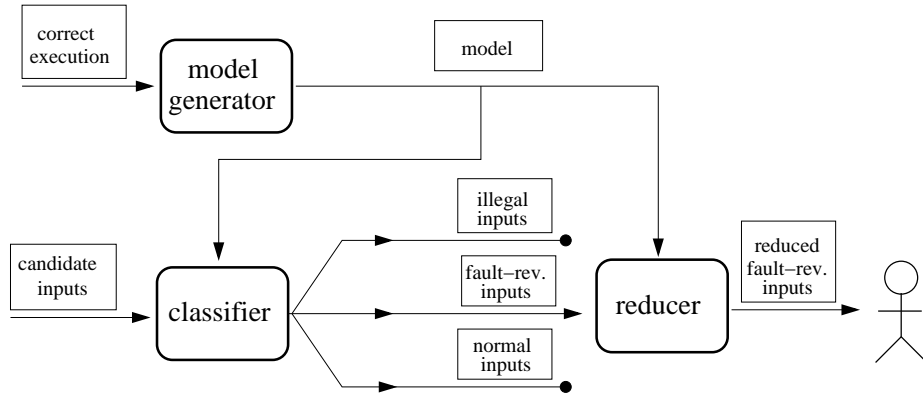 correct
execution
model
generator
model
illegal
inputs
candidate
inputs
classifier
fault−rev.
inputs
normal
inputs
reducer
reduced
fault−rev.
inputs